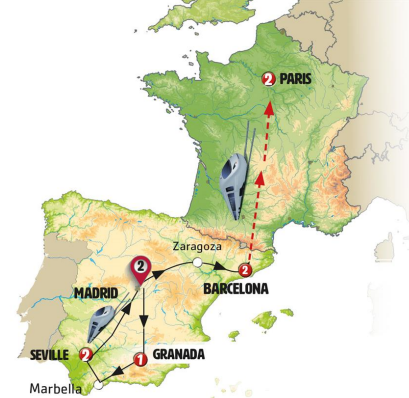 2 PARIS
Zaragoza
2
MADRID
2
BARCELONA
SEVILLE 2
1 GRANADA
Marbella